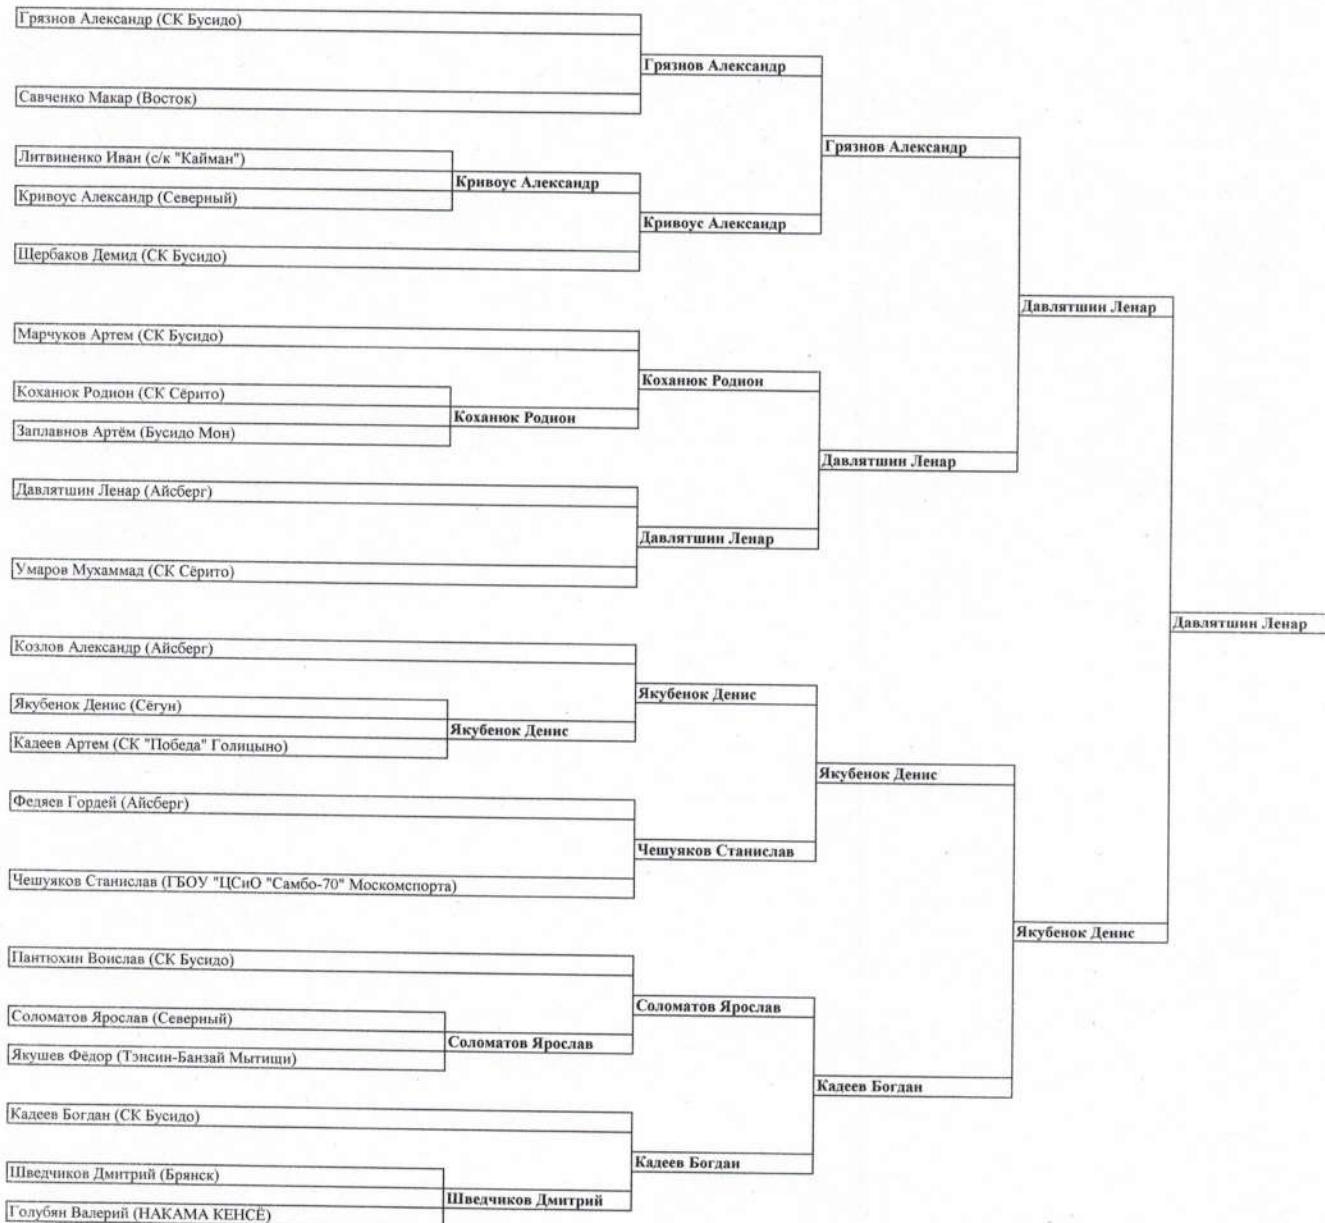 Грязнов Александр (СК Бусидо)
Грязнов Александр
Савченко Макар (Восток)
Грязнов Александр
Литвиненко Иван (с/к "Кайман")
Кривоус Александр
Кривоус Александр (Северный)
Кривоус Александр
Щербаков Демид (СК Бусидо)
Давлятшин Ленар
Марчуков Артем (СК Бусидо)
Коханюк Родион
Коханюк Родион (СК Сёрито)
Коханюк Родион
Заплавнов Артём (Бусидо Мон)
Давлятшин Ленар
Давлятшин Ленар (Айсберг)
Давлятшин Ленар
Умаров Мухаммад (СК Сёрито)
Давлятшин Ленар
Козлов Александр (Айсберг)
Якубенок Денис
Якубенок Денис (Сёгун)
Якубенок Денис
Кадеев Артем (СК "Победа" Голицыно)
Якубенок Денис
Федяев Гордей (Айсберг)
Чешуяков Станислав
Чешуяков Станислав (ГБОУ "ЦСиО "Самбо-70" Москомспорта)
Якубенок Денис
Пантюхин Воислав (СК Бусидо)
Соломатов Ярослав
Соломатов Ярослав (Северный)
Соломатов Ярослав
Якушев Фёдор (Тэнсин-Банзай Мытищи)
Кадеев Богдан
Кадеев Богдан (СК Бусидо)
Кадеев Богдан
Шведчиков Дмитрий (Брянск)
Шведчиков Дмитрий
Голубян Валерий (НАКАМА КЕНСЁ)